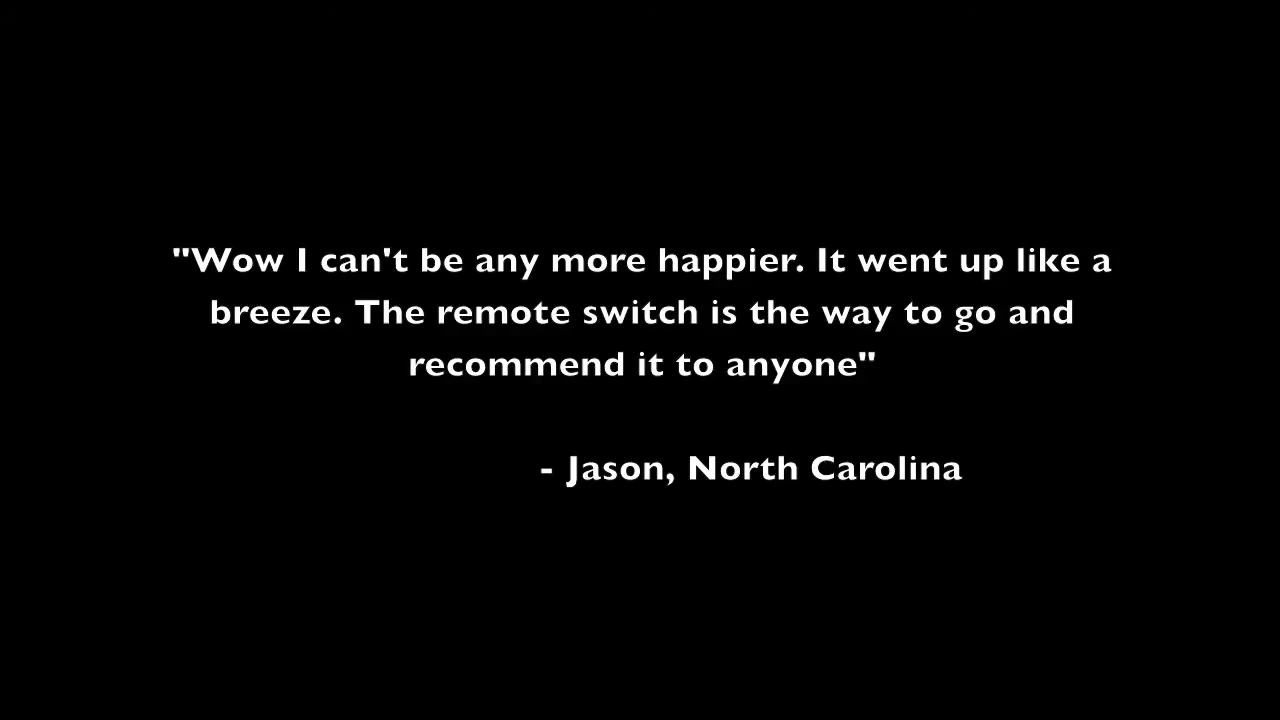 "Wow I can't be any more happier. It went up like a
breeze. The remote switch is the way to go and
recommend it to anyone"
- Jason, North Carolina